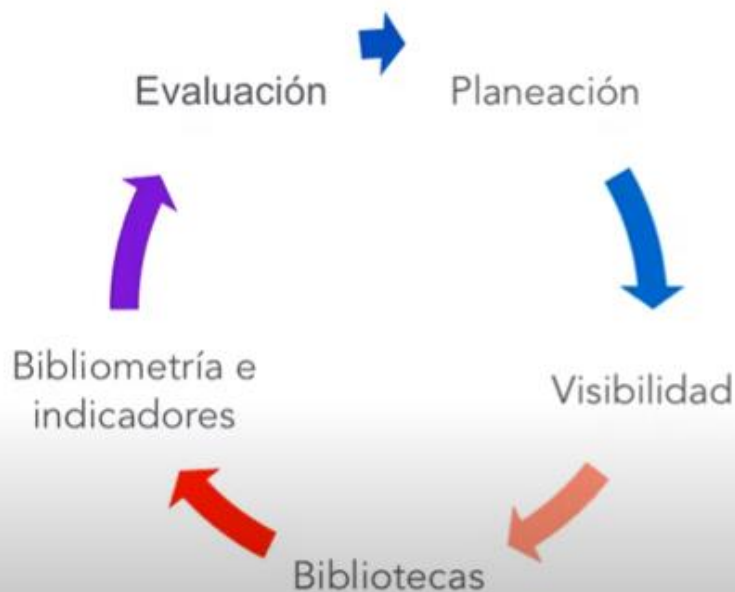 Evaluación
Planeación
Visibilidad
Bibliotecas
Bibliometría e
indicadores